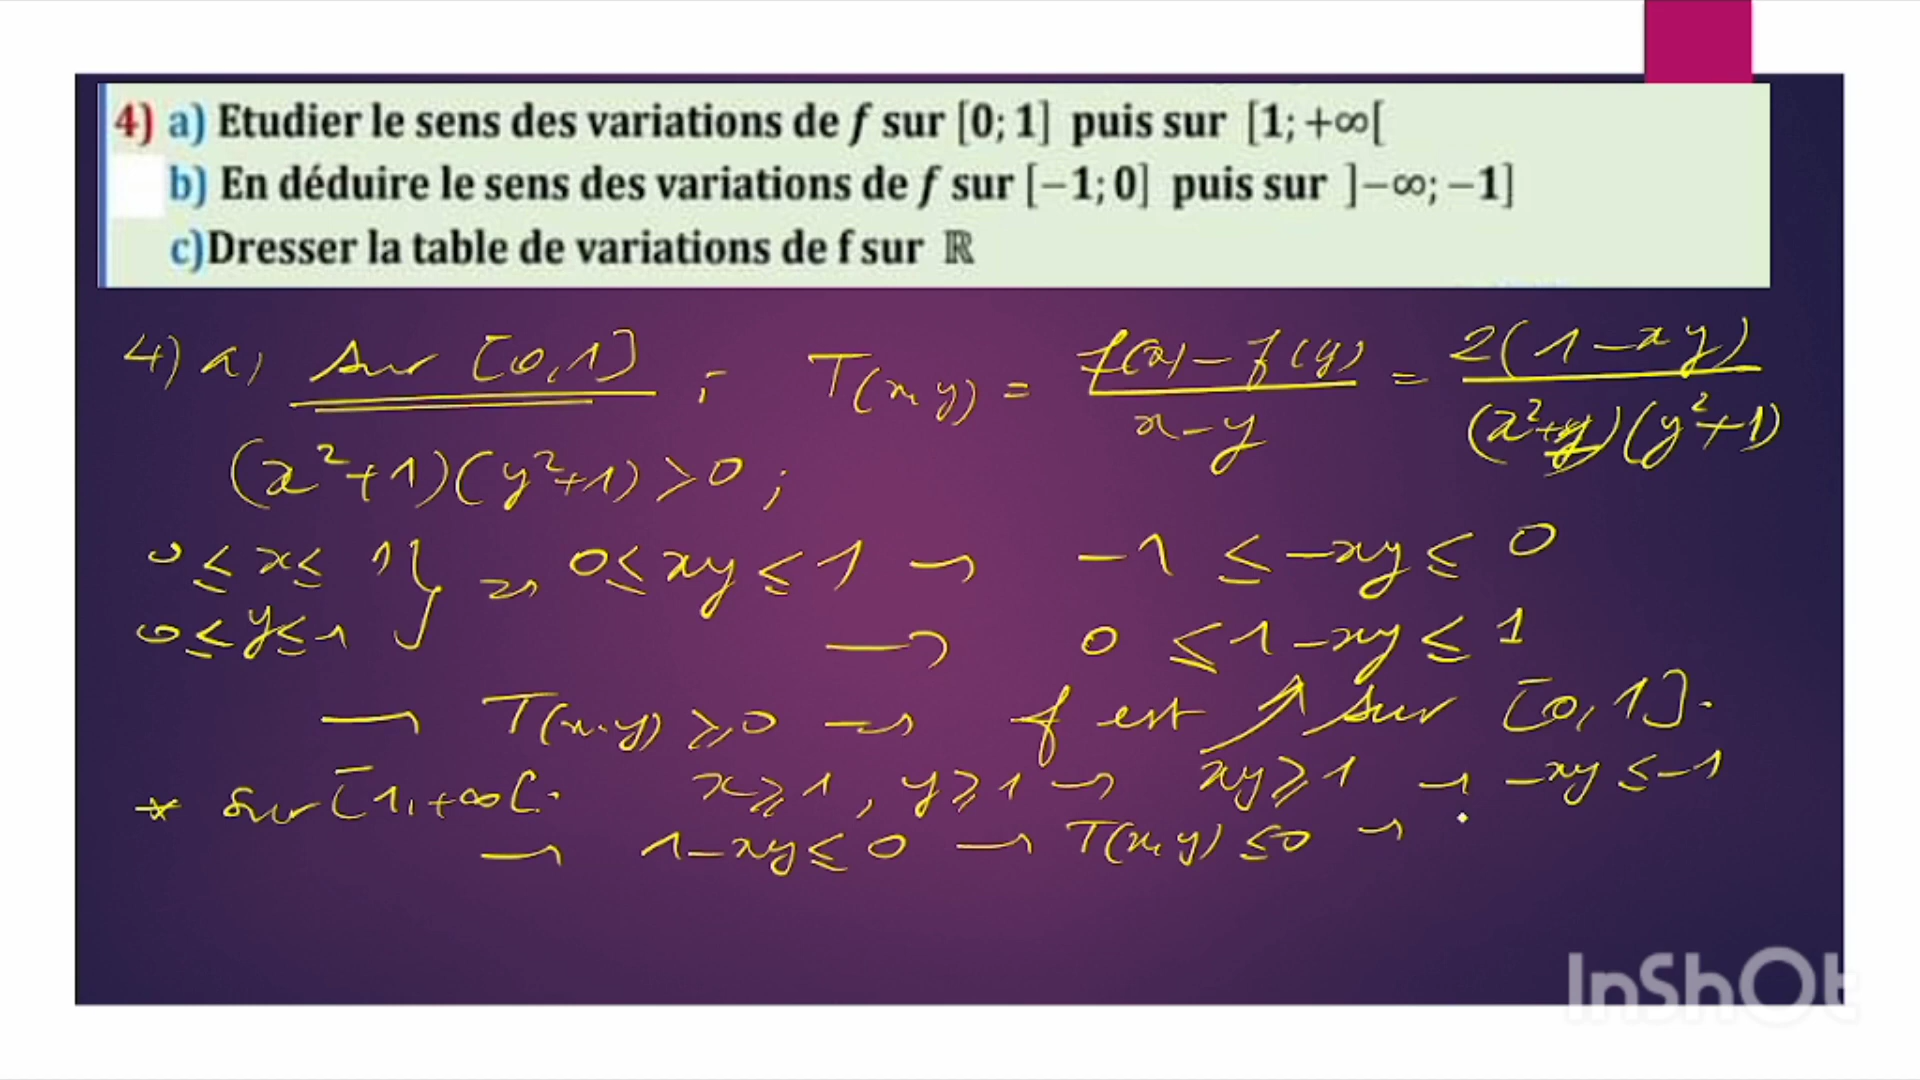 4) a) Etudier le sens des variations de f sur [0; 1] puis sur [1; +∞[
b) En déduire le sens des variations de f sur [−1; 0] puis sur ]−∞; −1]
c)Dresser la table de variations de f sur ℝ
4) a) Sur [0,1] ; T(x,y) = (f(x) − f(y))/(x − y) = 2(1 − xy)/((x²+y)(y²+1))
(x²+1)(y²+1) > 0 ;
0 ≤ x ≤ 1 } ⇒ 0 ≤ xy ≤ 1 → −1 ≤ −xy ≤ 0
0 ≤ y ≤ 1 → 0 ≤ 1 − xy ≤ 1
→ T(x,y) ≥ 0 → f est ↗ sur [0,1].
* Sur [1,+∞[. x ≥ 1, y ≥ 1 → xy ≥ 1 → −xy ≤ −1
→ 1 − xy ≤ 0 → T(x,y) ≤ 0 →
InShOt